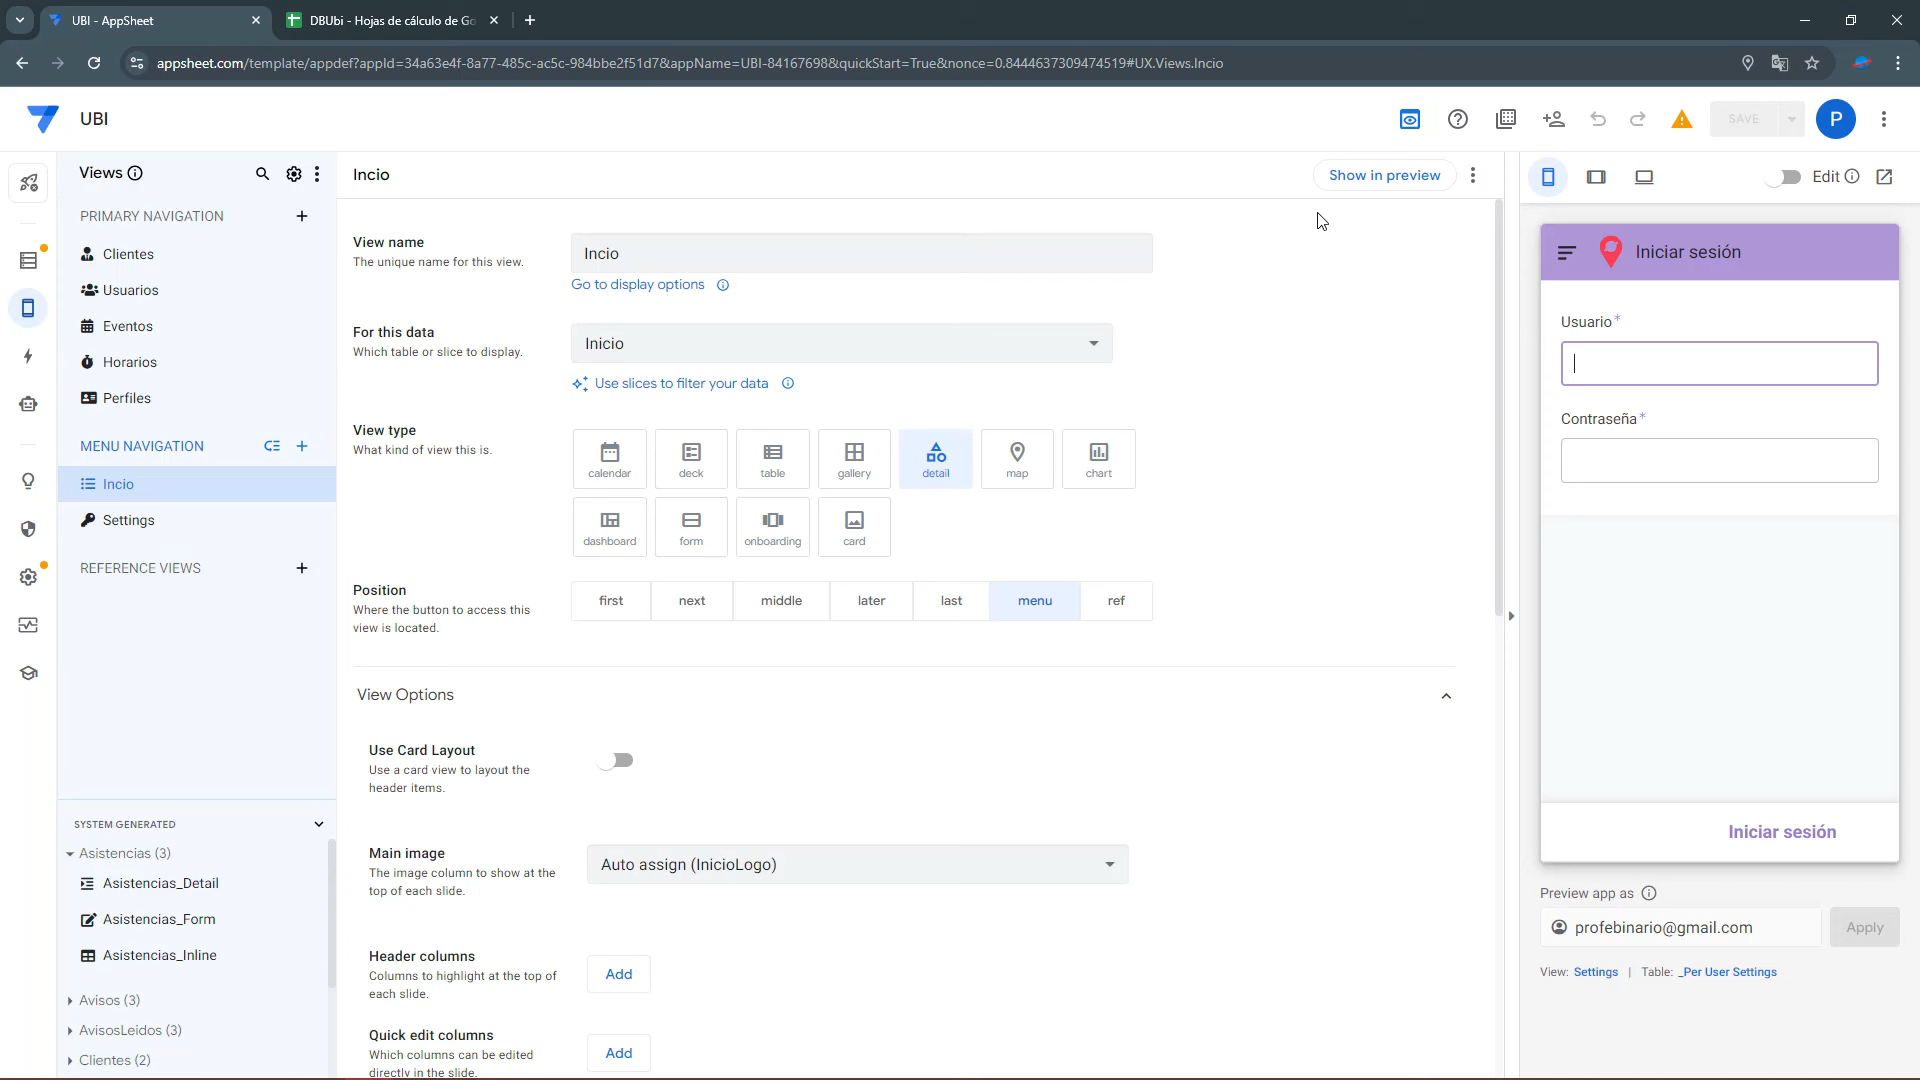 UBI - AppSheet
DBUbi - Hojas de cálculo de Go
appsheet.com/template/appdef?appId=34a63e4f-8a77-485c-ac5c-984bbe2f51d7&appName=UBI-84167698&quickStart=True&nonce=0.8444637309474519#UX.Views.Incio
UBI
SAVE
P
Views
PRIMARY NAVIGATION
Clientes
Usuarios
Eventos
Horarios
Perfiles
MENU NAVIGATION
Incio
Settings
REFERENCE VIEWS
SYSTEM GENERATED
Asistencias (3)
Asistencias_Detail
Asistencias_Form
Asistencias_Inline
Avisos (3)
AvisosLeidos (3)
Clientes (2)
Incio
Show in preview
View name
The unique name for this view.
Incio
Go to display options
For this data
Which table or slice to display.
Inicio
Use slices to filter your data
View type
What kind of view this is.
calendar
deck
table
gallery
detail
map
chart
dashboard
form
onboarding
card
Position
Where the button to access this
view is located.
first
next
middle
later
last
menu
ref
View Options
Use Card Layout
Use a card view to layout the
header items.
Main image
The image column to show at the
top of each slide.
Auto assign (InicioLogo)
Header columns
Columns to highlight at the top of
each slide.
Add
Quick edit columns
Which columns can be edited
directly in the slide.
Add
Edit
Iniciar sesión
Usuario*
Contraseña*
Iniciar sesión
Preview app as
profebinario@gmail.com
Apply
View: Settings | Table: _Per User Settings